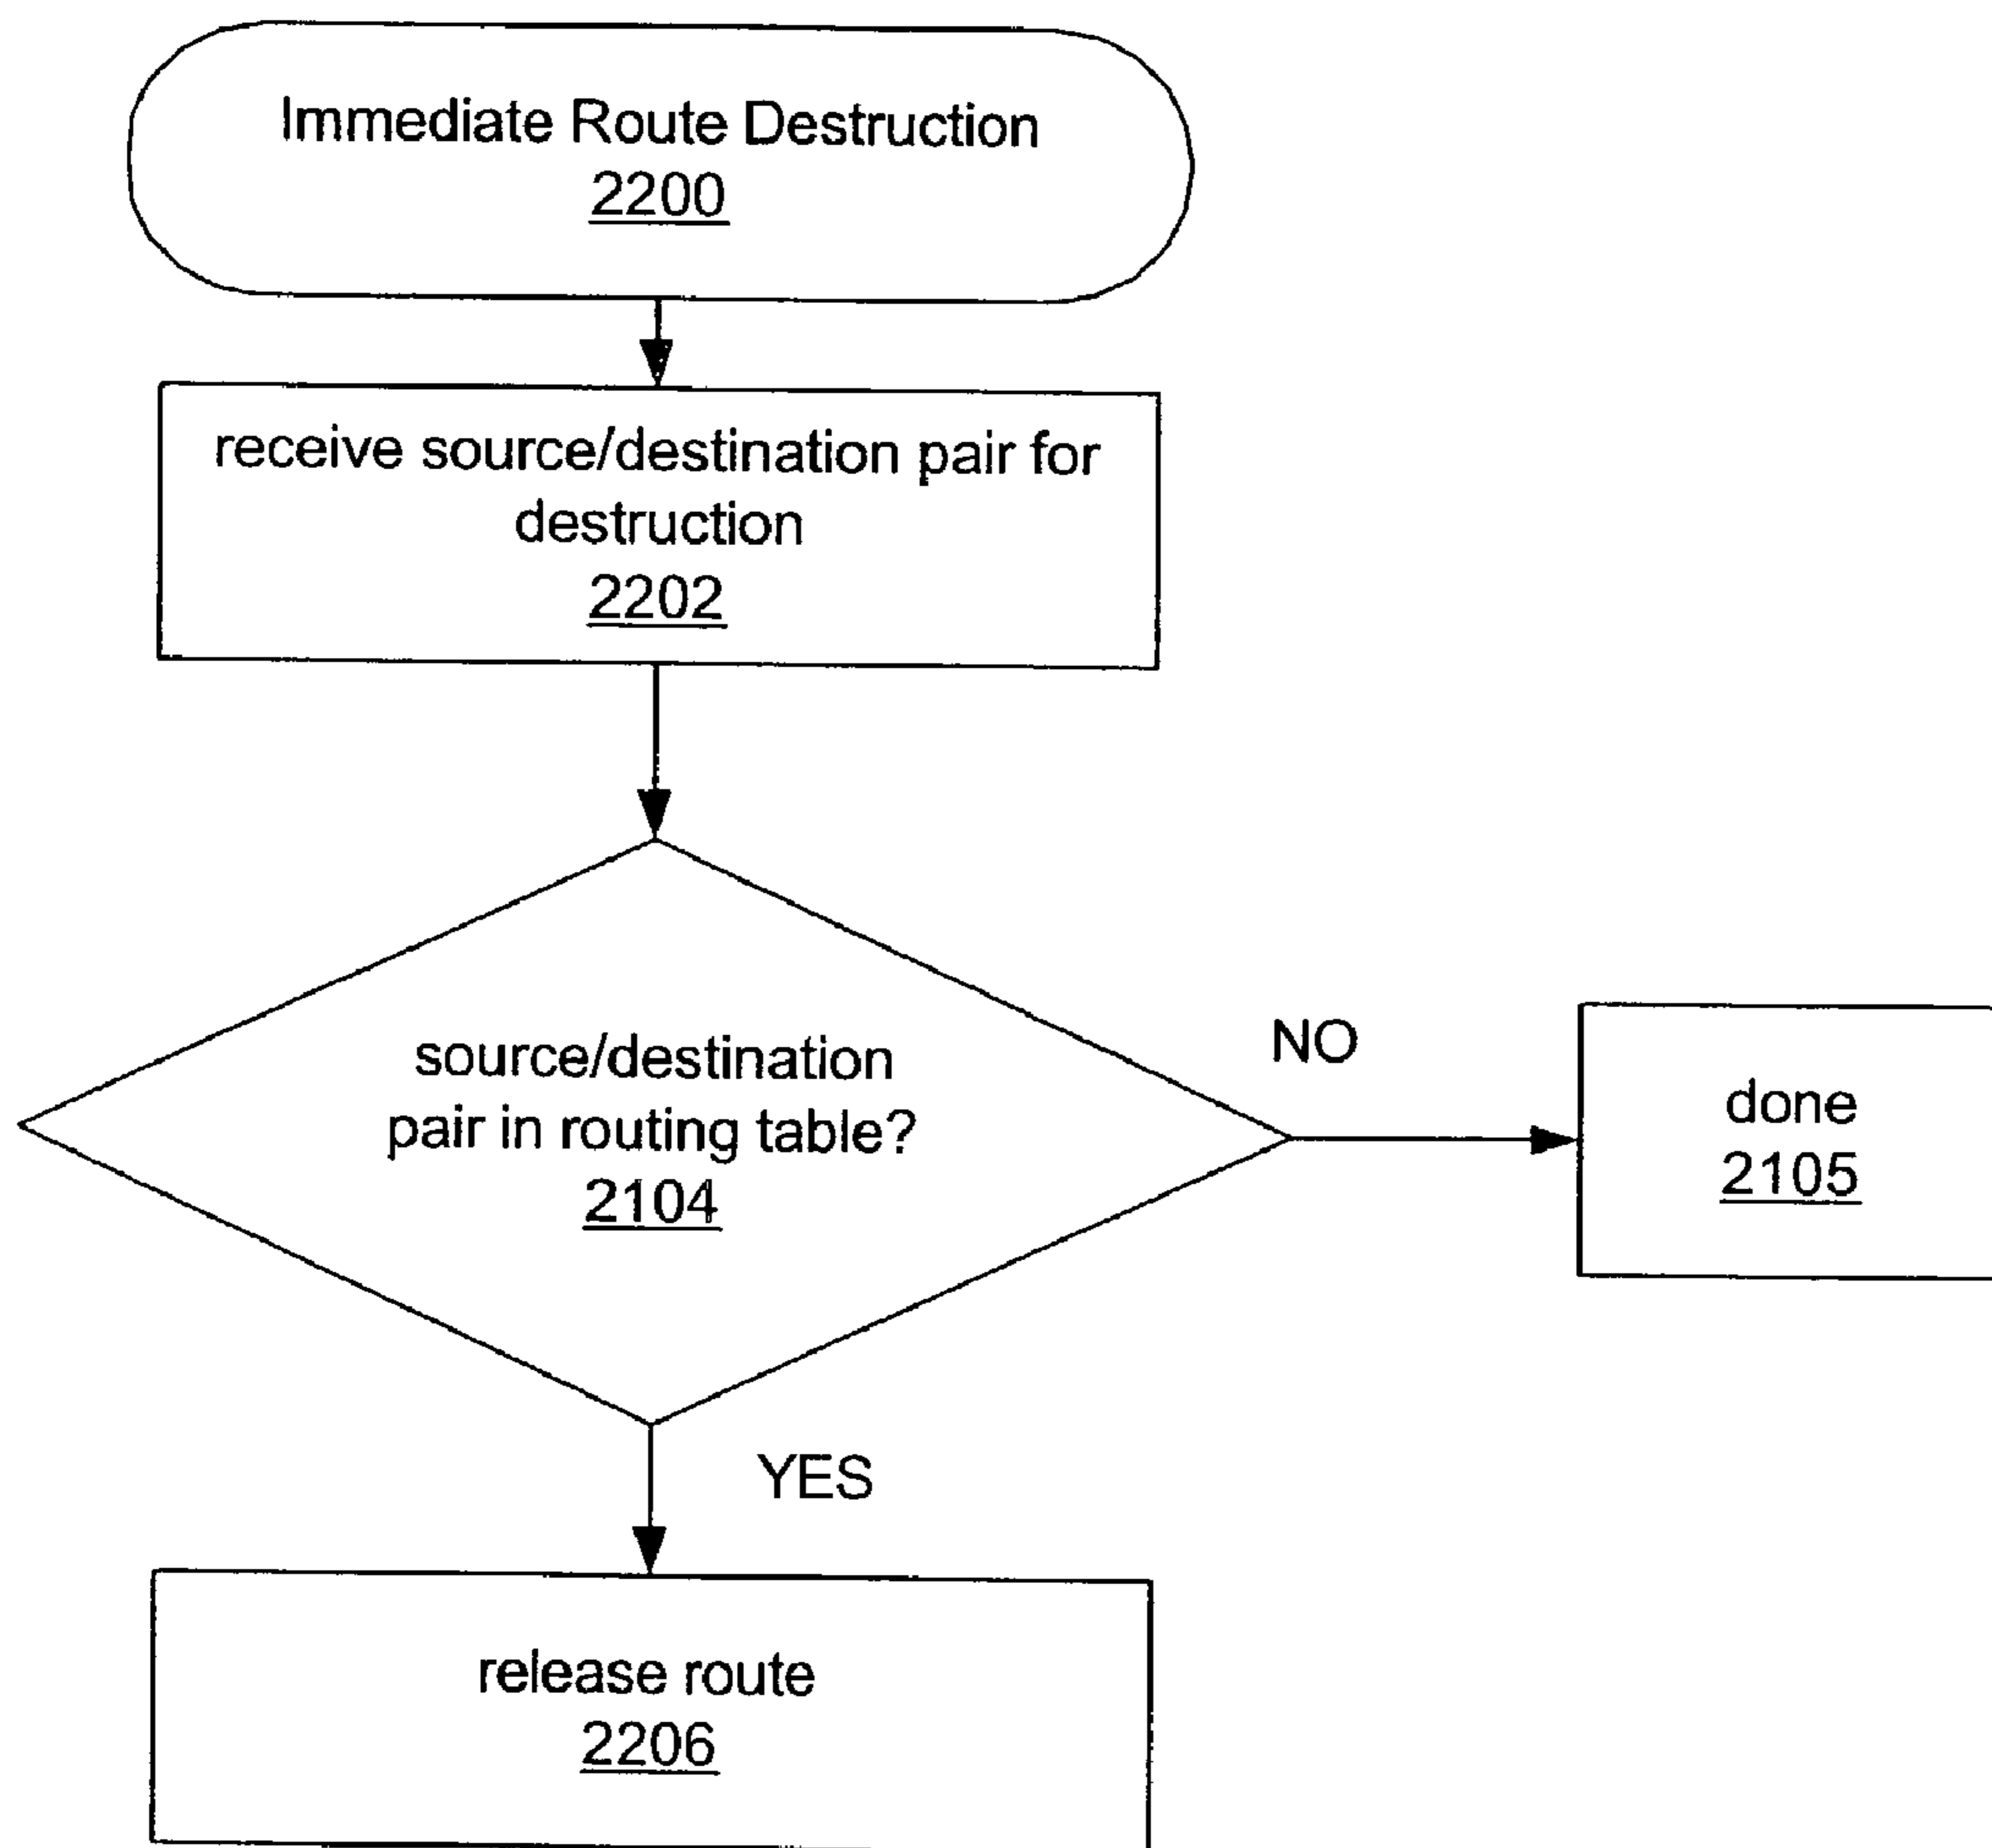 Immediate Route Destruction
2200
receive source/destination pair for
destruction
2202
source/destination
pair in routing table?
2104
NO
done
2105
YES
release route
2206